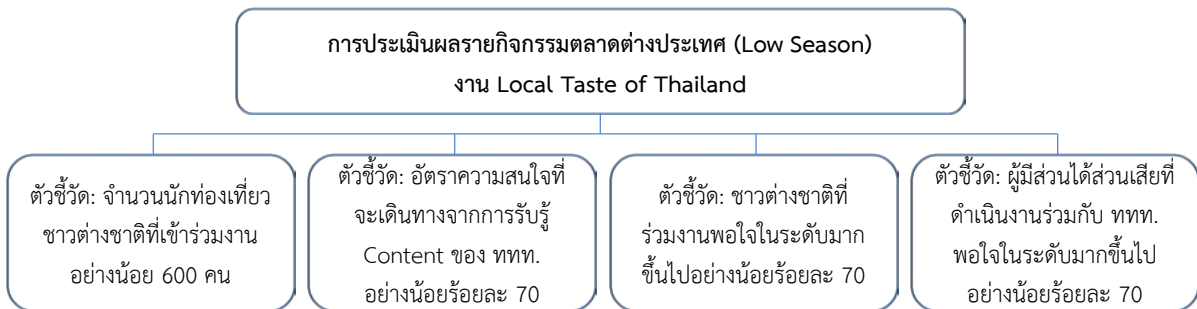 การประเมินผลรายกิจกรรมตลาดต่างประเทศ (Low Season)
งาน Local Taste of Thailand
ตัวชี้วัด: จำนวนนักท่องเที่ยว
ชาวต่างชาติที่เข้าร่วมงาน
อย่างน้อย 600 คน
ตัวชี้วัด: อัตราความสนใจที่
จะเดินทางจากการรับรู้
Content ของ ททท.
อย่างน้อยร้อยละ 70
ตัวชี้วัด: ชาวต่างชาติที่
ร่วมงานพอใจในระดับมาก
ขึ้นไปอย่างน้อยร้อยละ 70
ตัวชี้วัด: ผู้มีส่วนได้ส่วนเสียที่
ดำเนินงานร่วมกับ ททท.
พอใจในระดับมากขึ้นไป
อย่างน้อยร้อยละ 70